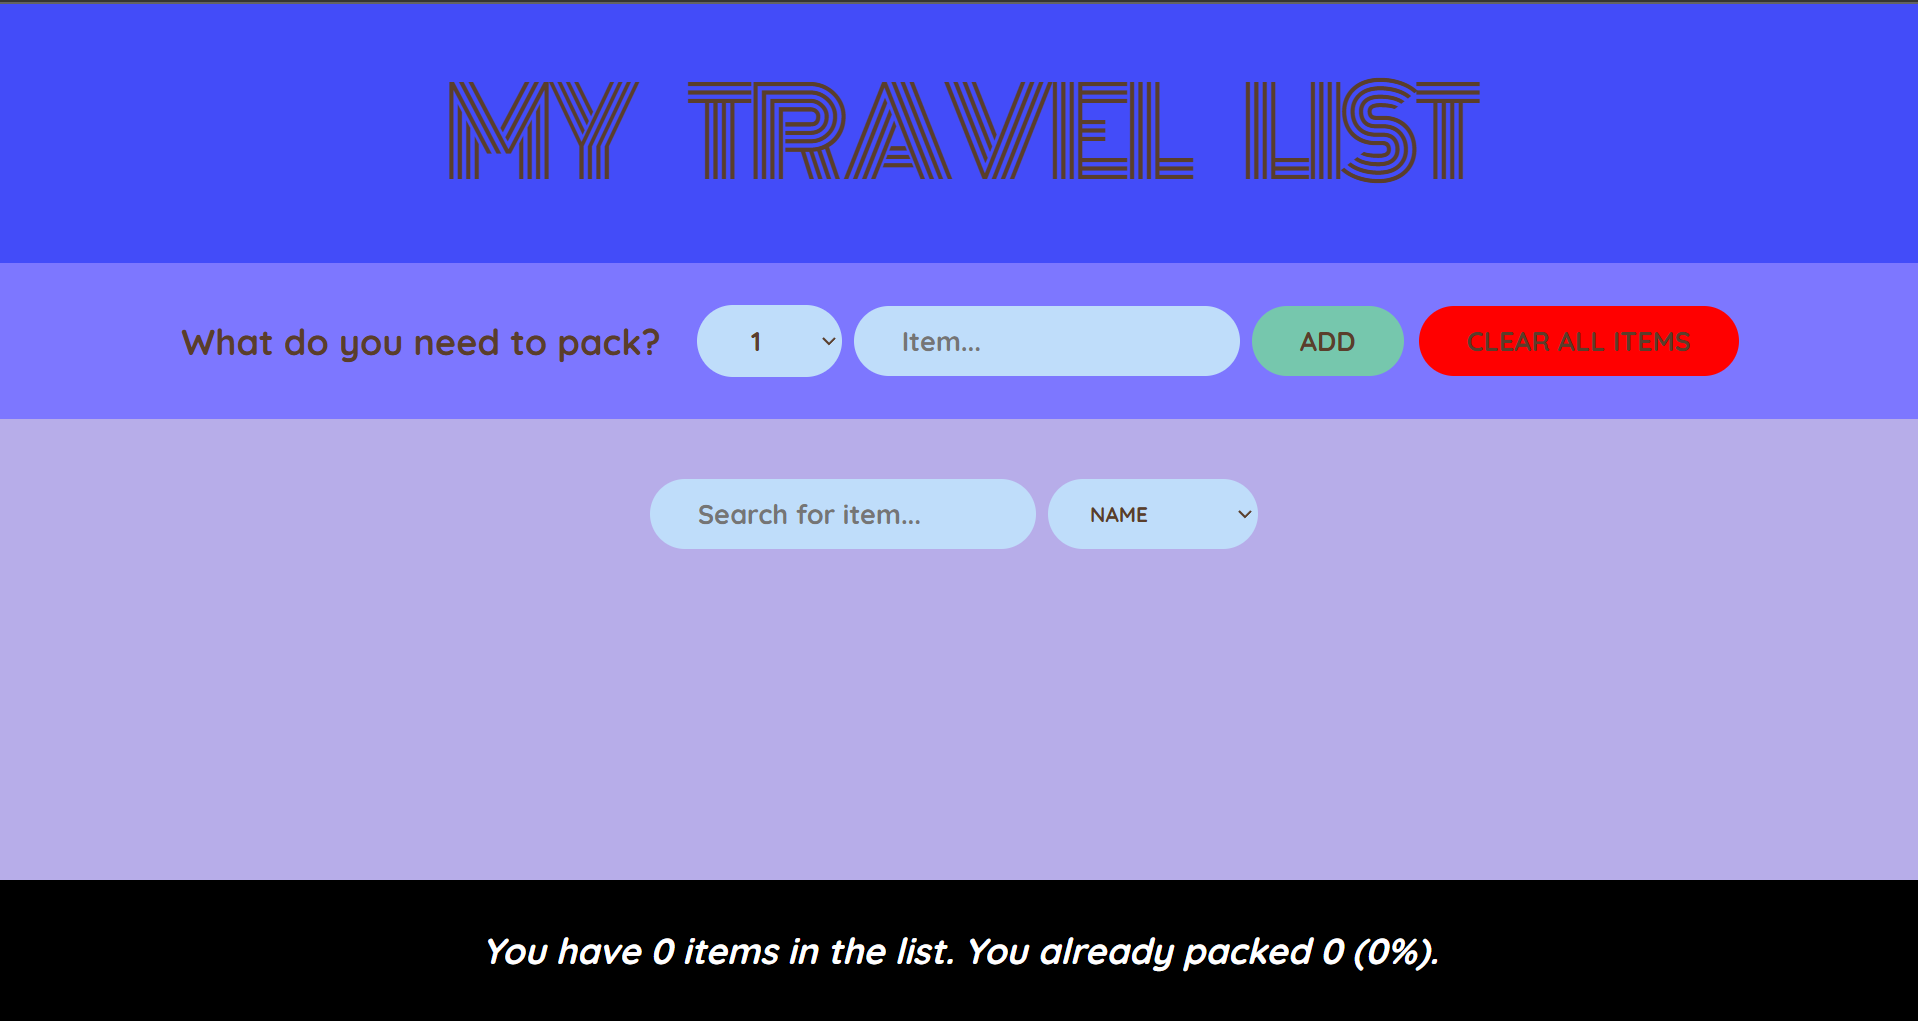 MY TRAVEL LIST
What do you need to pack? 1 Item... ADD CLEAR ALL ITEMS
Search for item... NAME
You have 0 items in the list. You already packed 0 (0%).